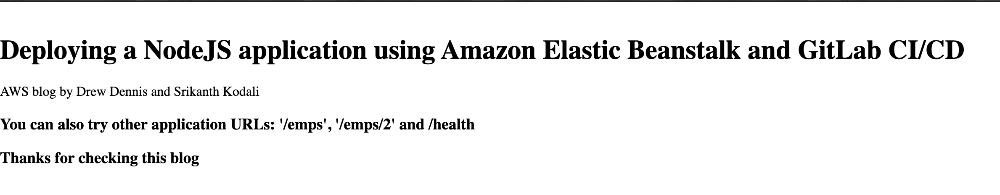 Deploying a NodeJS application using Amazon Elastic Beanstalk and GitLab CI/CD
AWS blog by Drew Dennis and Srikanth Kodali
You can also try other application URLs: '/emps', '/emps/2' and /health
Thanks for checking this blog